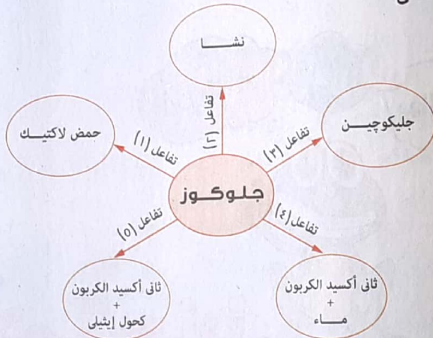 نشا
تفاعل (٢)
جليكوچين
تفاعل (٣)
حمض لاكتيك
تفاعل (١)
جلوكوز
تفاعل (٤)
تفاعل (٥)
ثانى أكسيد الكربون
+
ماء
ثانى أكسيد الكربون
+
كحول إيثيلى